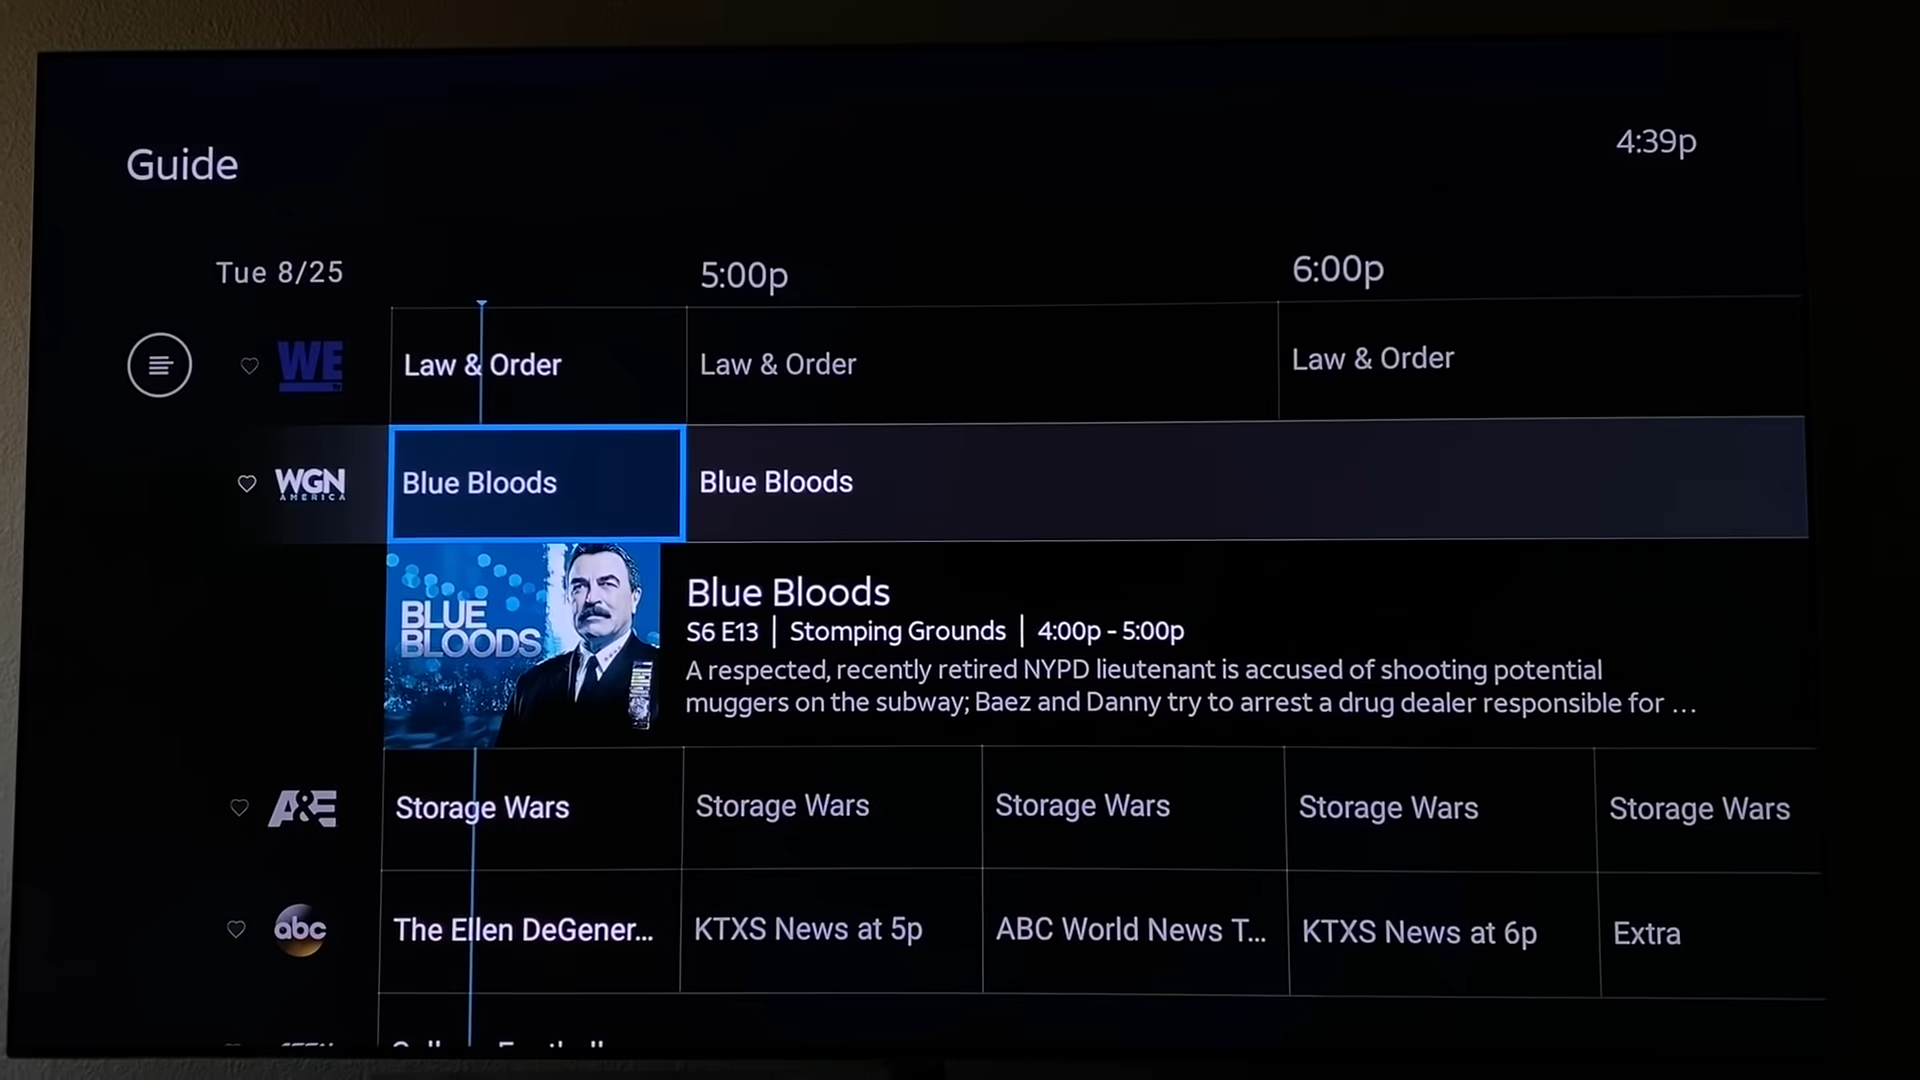 Guide
4:39p
Tue 8/25
5:00p
6:00p
WE
Law & Order
Law & Order
Law & Order
WGN
AMERICA
Blue Bloods
Blue Bloods
BLUE
BLOODS
Blue Bloods
S6 E13 | Stomping Grounds | 4:00p - 5:00p
A respected, recently retired NYPD lieutenant is accused of shooting potential
muggers on the subway; Baez and Danny try to arrest a drug dealer responsible for ...
A&E
Storage Wars
Storage Wars
Storage Wars
Storage Wars
Storage Wars
abc
The Ellen DeGener...
KTXS News at 5p
ABC World News T...
KTXS News at 6p
Extra